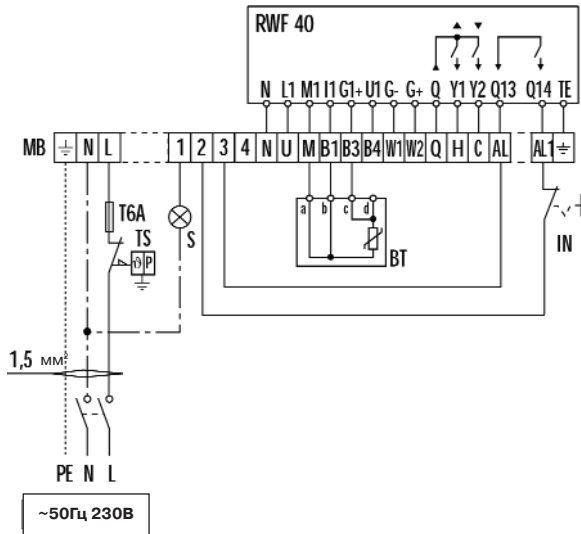 RWF 40
N L1 M1 I1 G1+ U1 G- G+ Q Y1 Y2 Q13 Q14 TE
MB N L 1 2 3 4 N U M B1 B3 B4 W1 W2 Q H C AL AL1
T6A
TS
ϑ P
S
a b c d
BT
IN
1,5 мм²
PE N L
~50Гц 230В